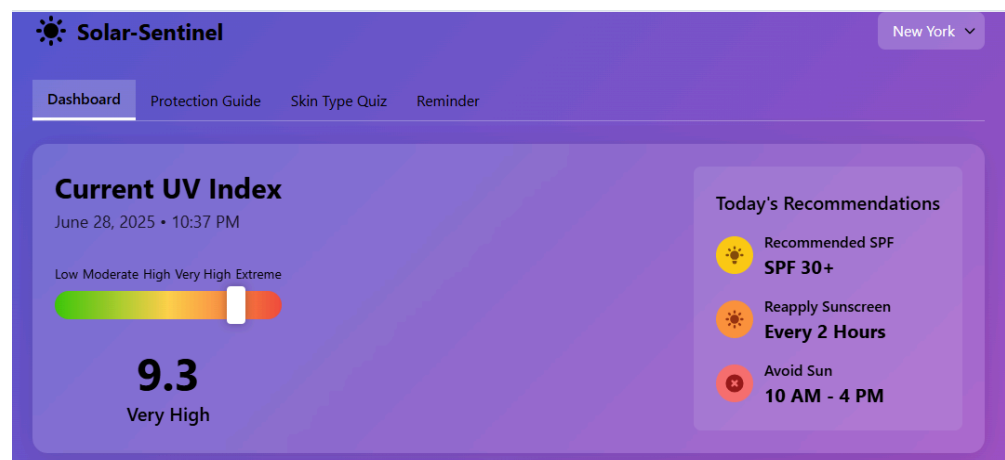 Solar-Sentinel
New York
Dashboard Protection Guide Skin Type Quiz Reminder
Current UV Index
June 28, 2025 • 10:37 PM
Low Moderate High Very High Extreme
9.3
Very High
Today's Recommendations
Recommended SPF
SPF 30+
Reapply Sunscreen
Every 2 Hours
Avoid Sun
10 AM - 4 PM